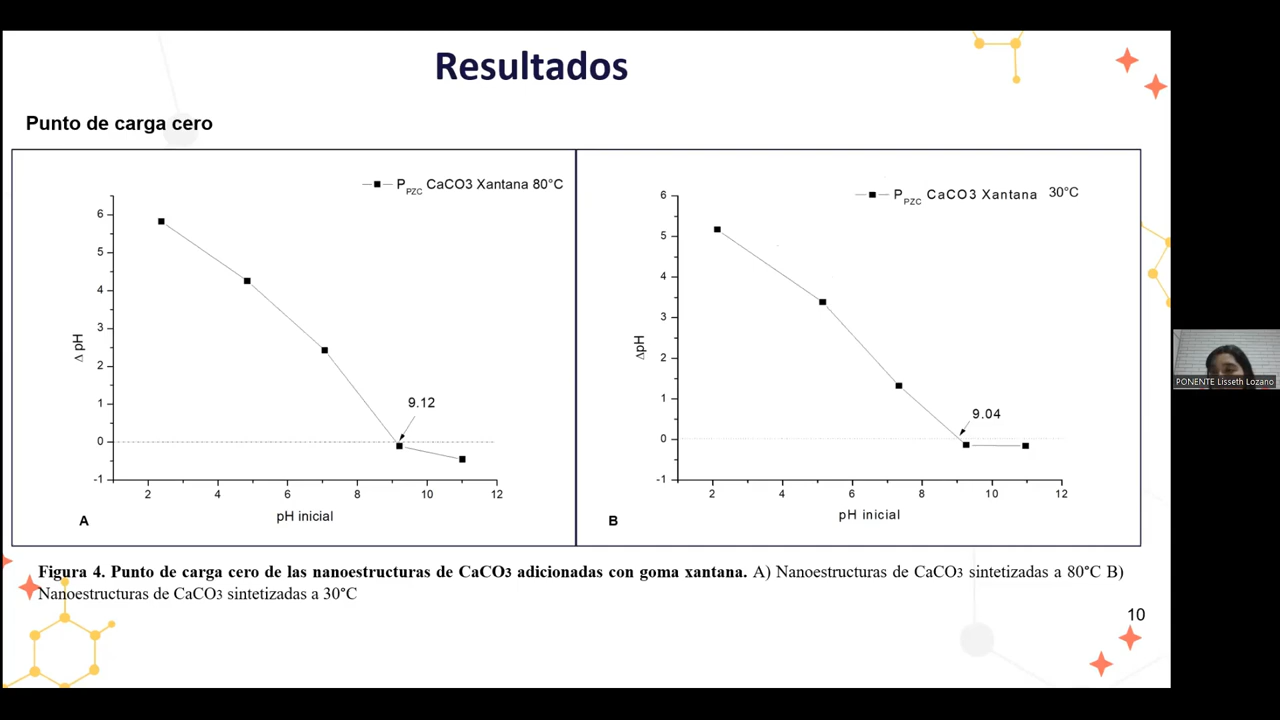 Resultados
Punto de carga cero
P PZC CaCO3 Xantana 80°C
6
5
4
3
2
1
0
-1
Δ pH
9.12
2 4 6 8 10 12
pH inicial
A
P PZC CaCO3 Xantana 30°C
6
5
4
3
2
1
0
-1
ΔpH
9.04
2 4 6 8 10 12
pH inicial
B
Figura 4. Punto de carga cero de las nanoestructuras de CaCO3 adicionadas con goma xantana. A) Nanoestructuras de CaCO3 sintetizadas a 80°C B)
Nanoestructuras de CaCO3 sintetizadas a 30°C
10
PONENTE Lisseth Lozano